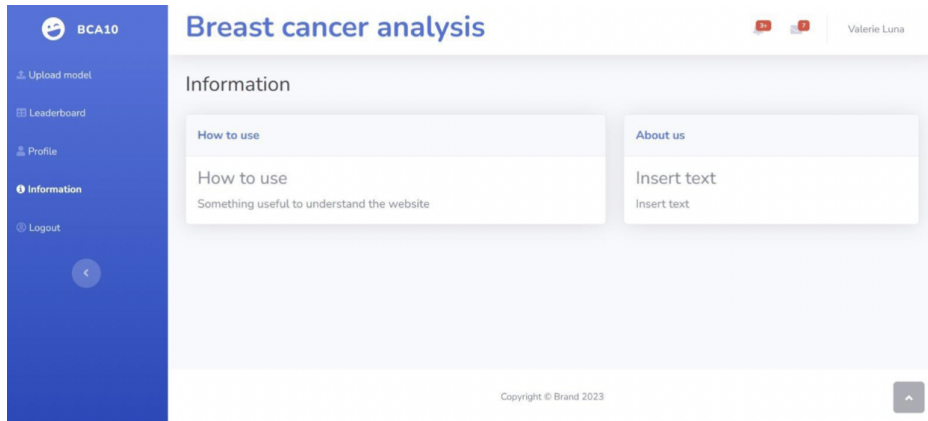 BCA10
Breast cancer analysis
3+
7
Valerie Luna
Upload model
Leaderboard
Profile
Information
Logout
Information
How to use
How to use
Something useful to understand the website
About us
Insert text
Insert text
Copyright © Brand 2023